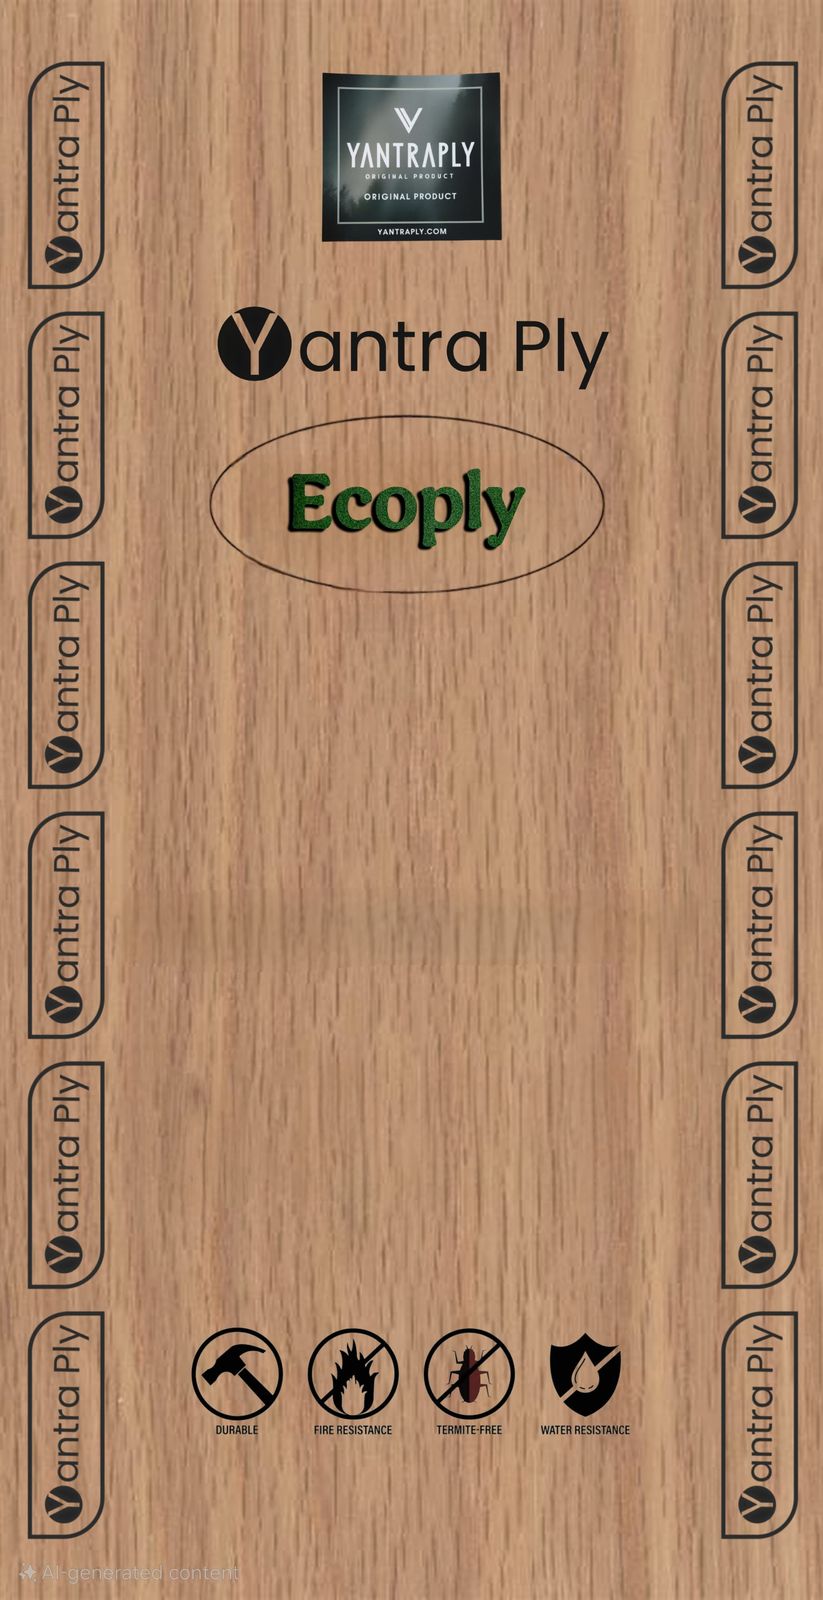 YANTRAPLY
ORIGINAL PRODUCT
ORIGINAL PRODUCT
YANTRAPLY.COM
Yantra Ply
Ecoply
Yantra Ply
Yantra Ply
Yantra Ply
Yantra Ply
Yantra Ply
Yantra Ply
Yantra Ply
Yantra Ply
Yantra Ply
Yantra Ply
Yantra Ply
Yantra Ply
DURABLE
FIRE RESISTANCE
TERMITE-FREE
WATER RESISTANCE
AI-generated content